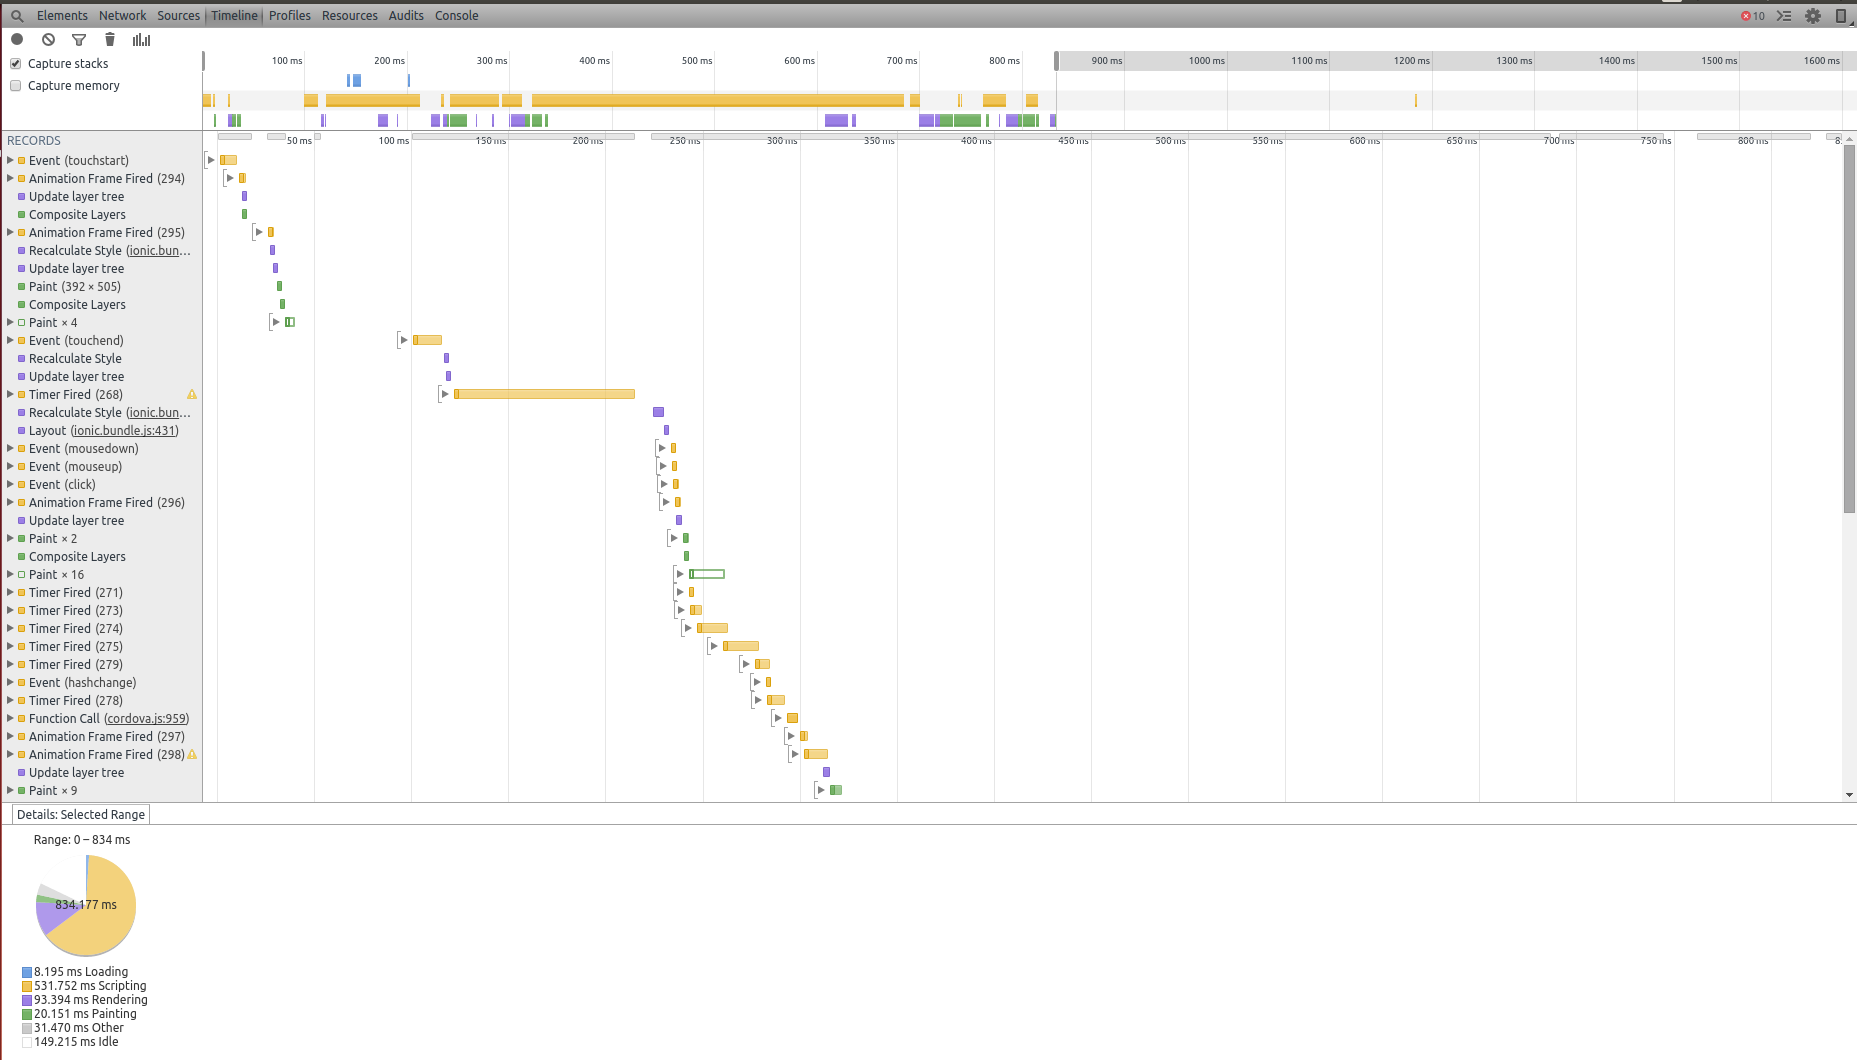 Elements Network Sources Timeline Profiles Resources Audits Console 10
Capture stacks
Capture memory
100 ms 200 ms 300 ms 400 ms 500 ms 600 ms 700 ms 800 ms 900 ms 1000 ms 1100 ms 1200 ms 1300 ms 1400 ms 1500 ms 1600 ms
RECORDS
50 ms 100 ms 150 ms 200 ms 250 ms 300 ms 350 ms 400 ms 450 ms 500 ms 550 ms 600 ms 650 ms 700 ms 750 ms 800 ms
Event (touchstart)
Animation Frame Fired (294)
Update layer tree
Composite Layers
Animation Frame Fired (295)
Recalculate Style (ionic.bun...
Update layer tree
Paint (392 × 505)
Composite Layers
Paint × 4
Event (touchend)
Recalculate Style
Update layer tree
Timer Fired (268)
Recalculate Style (ionic.bun...
Layout (ionic.bundle.js:431)
Event (mousedown)
Event (mouseup)
Event (click)
Animation Frame Fired (296)
Update layer tree
Paint × 2
Composite Layers
Paint × 16
Timer Fired (271)
Timer Fired (273)
Timer Fired (274)
Timer Fired (275)
Timer Fired (279)
Event (hashchange)
Timer Fired (278)
Function Call (cordova.js:959)
Animation Frame Fired (297)
Animation Frame Fired (298)
Update layer tree
Paint × 9
Details: Selected Range
Range: 0 – 834 ms
834.177 ms
8.195 ms Loading
531.752 ms Scripting
93.394 ms Rendering
20.151 ms Painting
31.470 ms Other
149.215 ms Idle